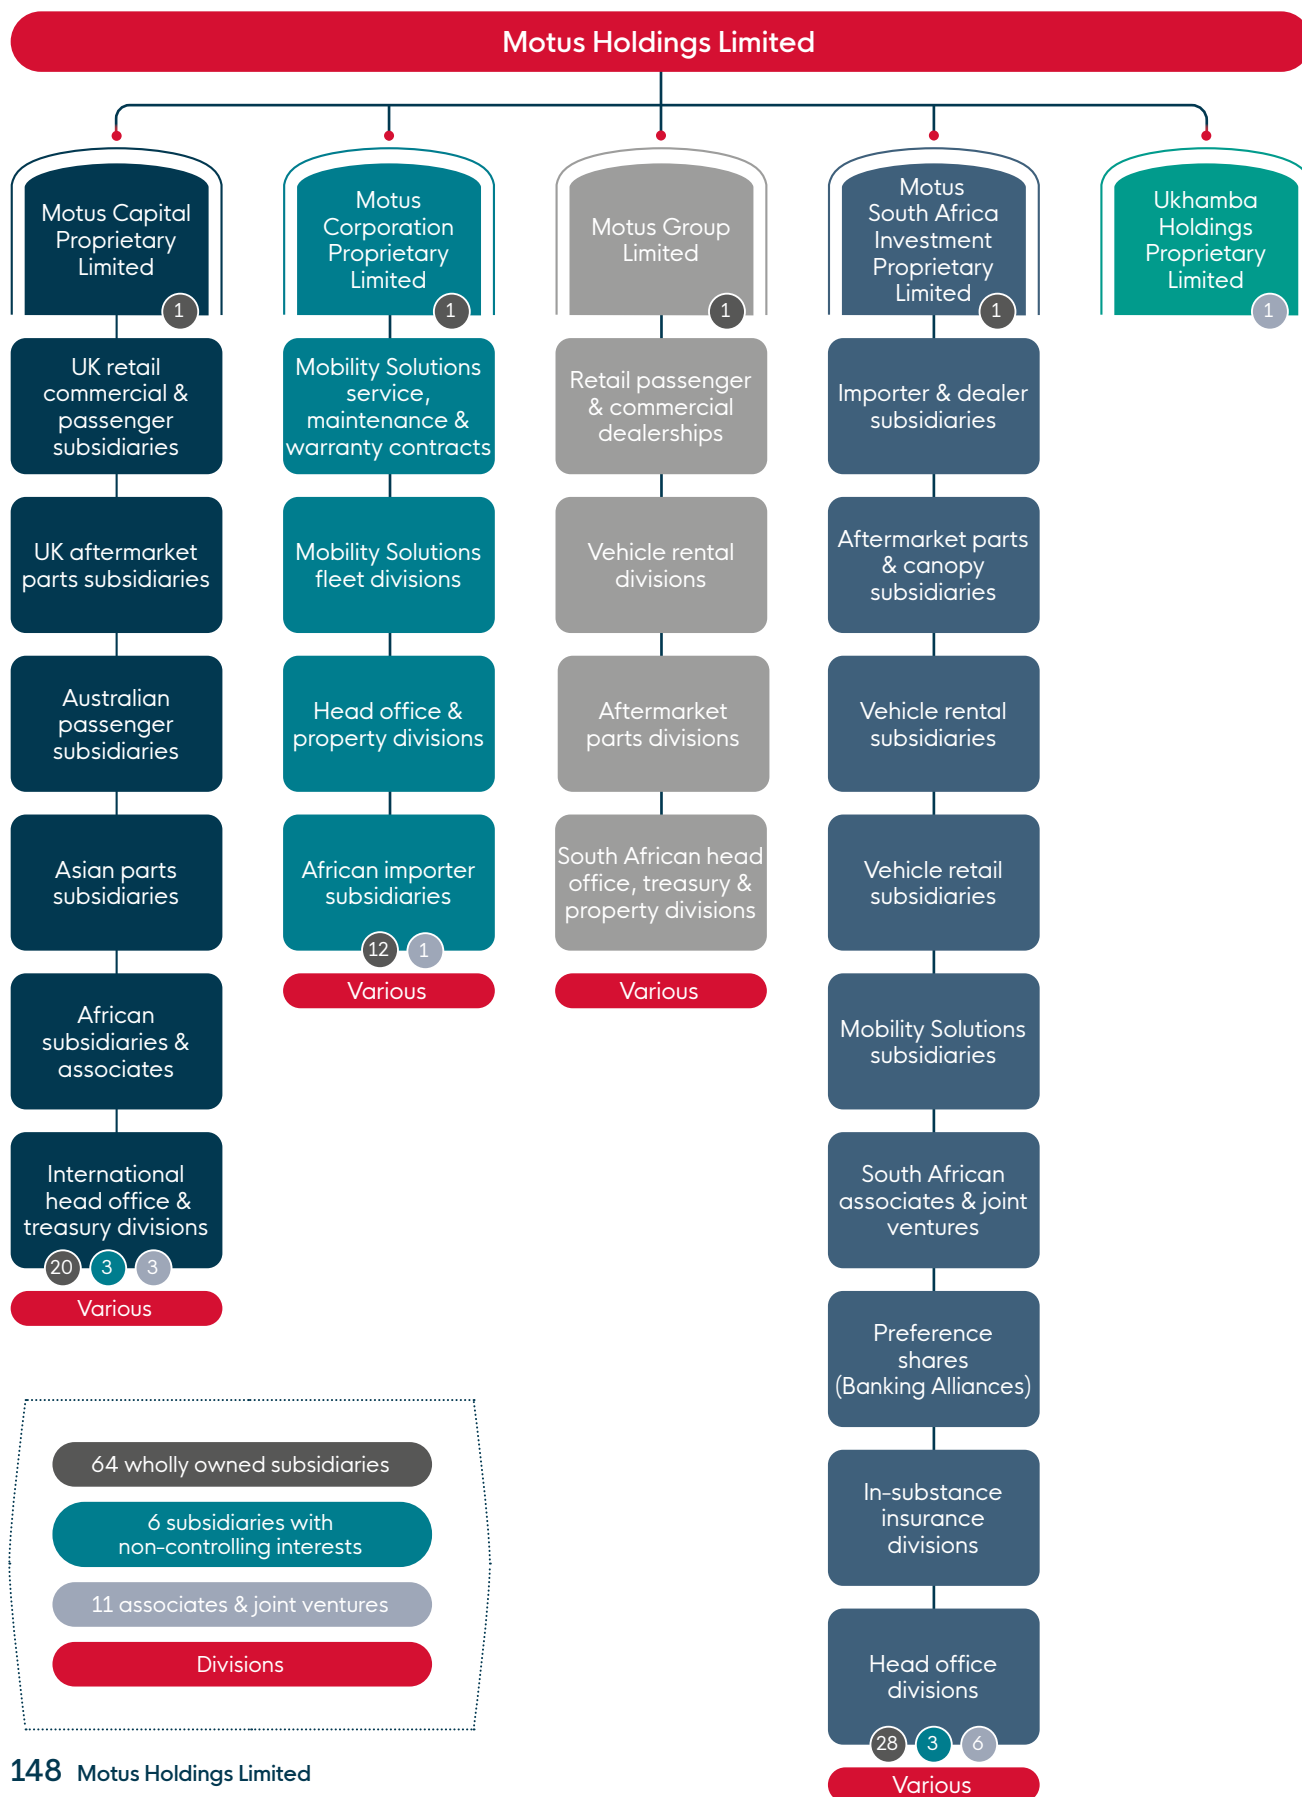 Motus Holdings Limited
Motus Capital
Proprietary
Limited
1
UK retail
commercial &
passenger
subsidiaries
UK aftermarket
parts subsidiaries
Australian
passenger
subsidiaries
Asian parts
subsidiaries
African
subsidiaries &
associates
International
head office &
treasury divisions
20 3 3
Various
Motus
Corporation
Proprietary
Limited
1
Mobility Solutions
service,
maintenance &
warranty contracts
Mobility Solutions
fleet divisions
Head office &
property divisions
African importer
subsidiaries
12 1
Various
Motus Group
Limited
1
Retail passenger
& commercial
dealerships
Vehicle rental
divisions
Aftermarket
parts divisions
South African head
office, treasury &
property divisions
Various
Motus
South Africa
Investment
Proprietary
Limited
1
Importer & dealer
subsidiaries
Aftermarket parts
& canopy
subsidiaries
Vehicle rental
subsidiaries
Vehicle retail
subsidiaries
Mobility Solutions
subsidiaries
South African
associates & joint
ventures
Preference
shares
(Banking Alliances)
In-substance
insurance
divisions
Head office
divisions
28 3 6
Various
Ukhamba
Holdings
Proprietary
Limited
1
64 wholly owned subsidiaries
6 subsidiaries with
non-controlling interests
11 associates & joint ventures
Divisions
148 Motus Holdings Limited